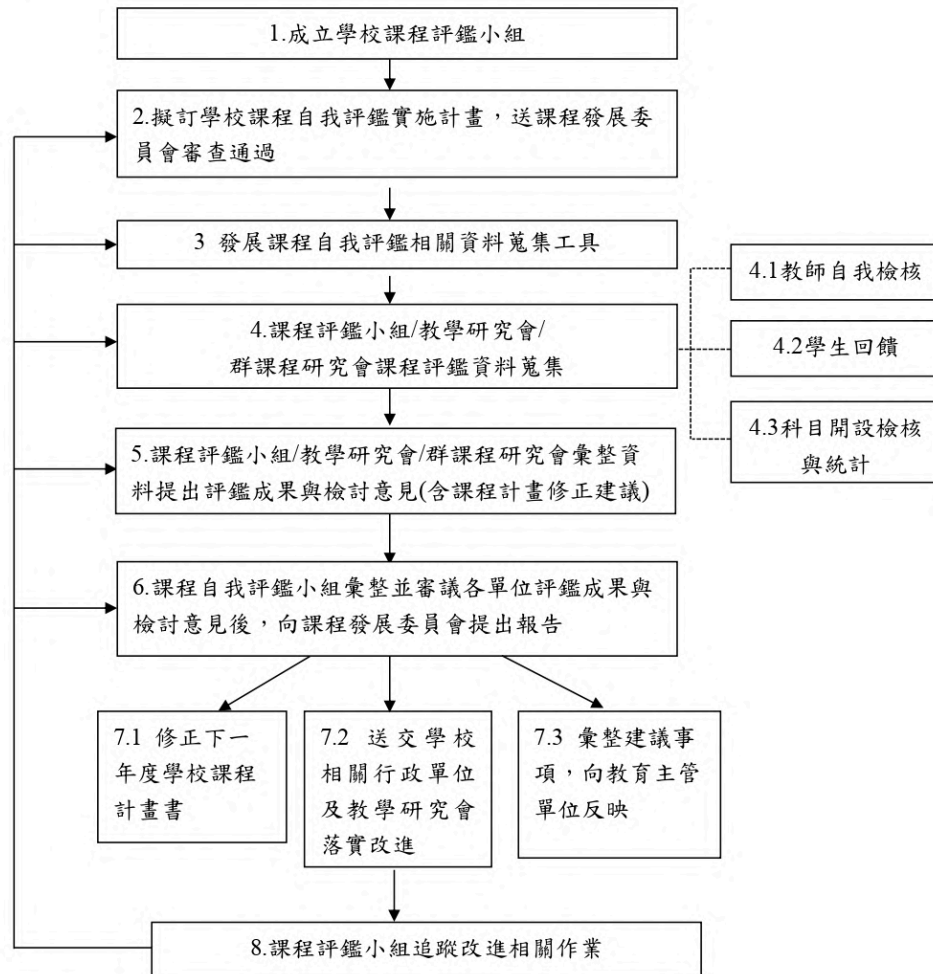 1.成立學校課程評鑑小組
2.擬訂學校課程自我評鑑實施計畫，送課程發展委
員會審查通過
3 發展課程自我評鑑相關資料蒐集工具
4.課程評鑑小組/教學研究會/
群課程研究會課程評鑑資料蒐集
4.1教師自我檢核
4.2學生回饋
4.3科目開設檢核
與統計
5.課程評鑑小組/教學研究會/群課程研究會彙整資
料提出評鑑成果與檢討意見(含課程計畫修正建議)
6.課程自我評鑑小組彙整並審議各單位評鑑成果與
檢討意見後，向課程發展委員會提出報告
7.1 修正下一
年度學校課程
計畫書
7.2 送交學校
相關行政單位
及教學研究會
落實改進
7.3 彙整建議事
項，向教育主管
單位反映
8.課程評鑑小組追蹤改進相關作業